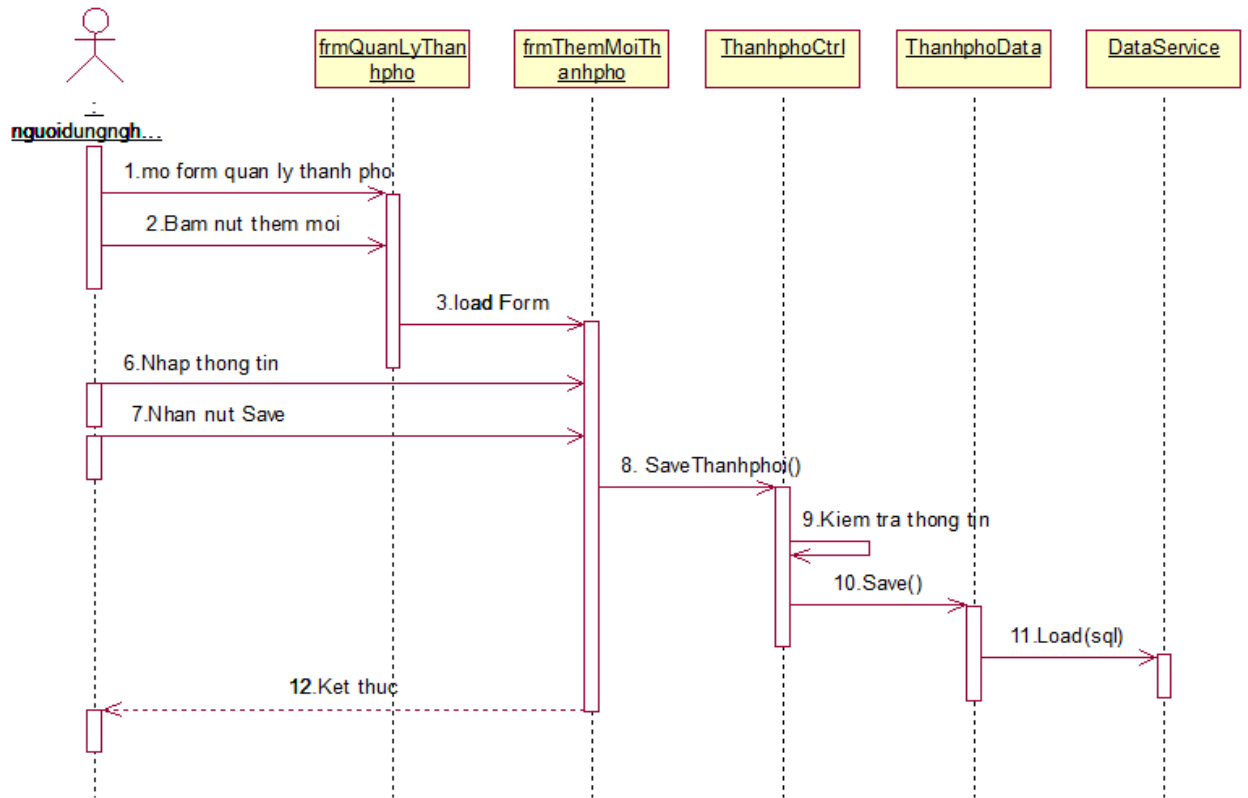 frmQuanLyThan
hpho
frmThemMoiTh
anhpho
ThanhphoCtrl
ThanhphoData
DataService
:
nguoidungngh...
1.mo form quan ly thanh pho
2.Bam nut them moi
3.load Form
6.Nhap thong tin
7.Nhan nut Save
8. SaveThanhphoi()
9.Kiem tra thong tin
10.Save()
11.Load(sql)
12.Ket thuc